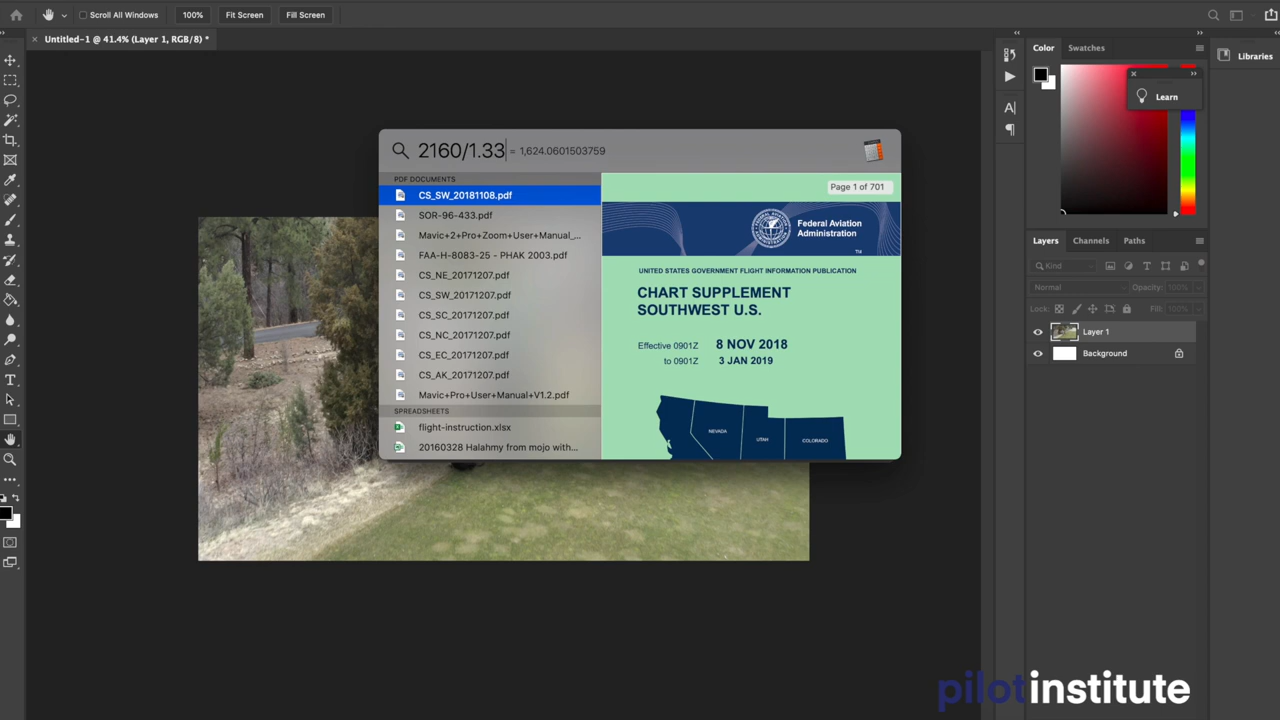 Scroll All Windows
100%
Fit Screen
Fill Screen
Untitled-1 @ 41.4% (Layer 1, RGB/8) *
Color
Swatches
Learn
Libraries
2160/1.33 = 1,624.0601503759
PDF DOCUMENTS
CS_SW_20181108.pdf
SOR-96-433.pdf
Mavic+2+Pro+Zoom+User+Manual_...
FAA-H-8083-25 - PHAK 2003.pdf
CS_NE_20171207.pdf
CS_SW_20171207.pdf
CS_SC_20171207.pdf
CS_NC_20171207.pdf
CS_EC_20171207.pdf
CS_AK_20171207.pdf
Mavic+Pro+User+Manual+V1.2.pdf
SPREADSHEETS
flight-instruction.xlsx
20160328 Halahmy from mojo with...
Page 1 of 701
Federal Aviation
Administration
TM
UNITED STATES GOVERNMENT FLIGHT INFORMATION PUBLICATION
CHART SUPPLEMENT
SOUTHWEST U.S.
Effective 0901Z 8 NOV 2018
to 0901Z 3 JAN 2019
NEVADA
UTAH
COLORADO
Layers
Channels
Paths
Kind
Normal
Opacity: 100%
Lock:
Fill: 100%
Layer 1
Background
pilotinstitute